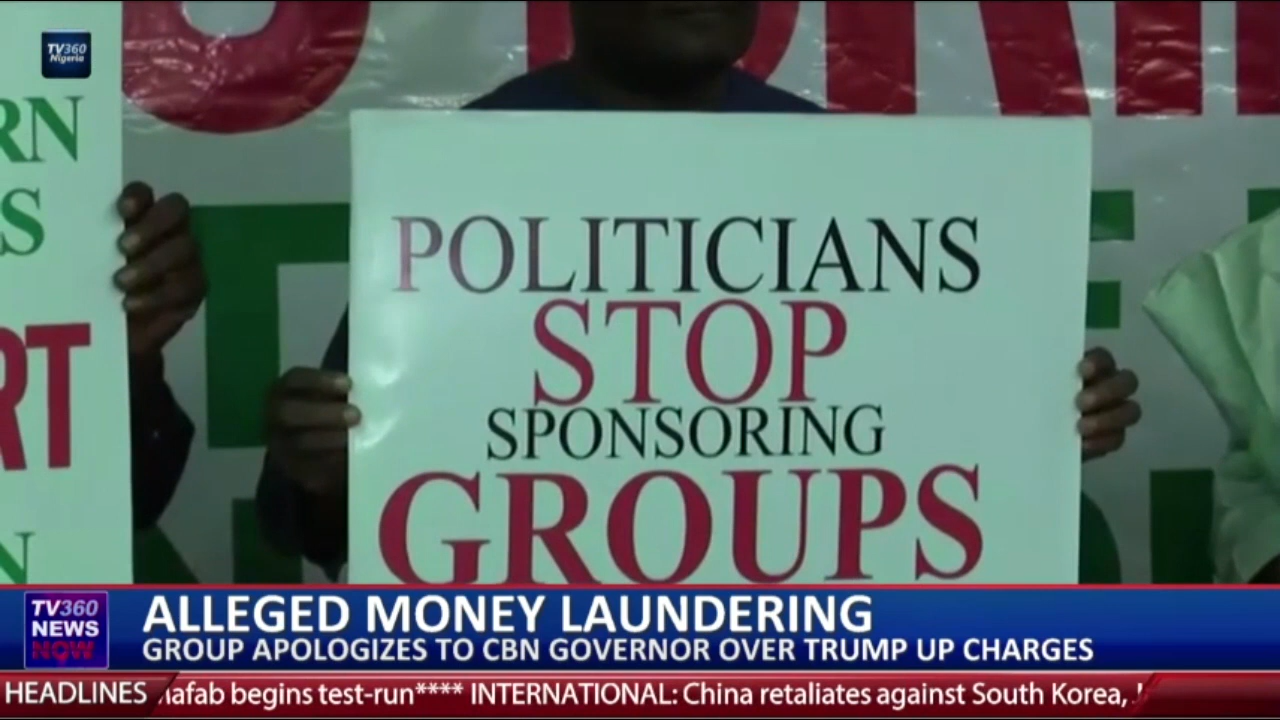 TV360
Nigeria
RN
S
RT
N
POLITICIANS
STOP
SPONSORING
GROUPS
TV360
NEWS
NOW
ALLEGED MONEY LAUNDERING
GROUP APOLOGIZES TO CBN GOVERNOR OVER TRUMP UP CHARGES
HEADLINES
begins test-run**** INTERNATIONAL: China retaliates against South Korea,